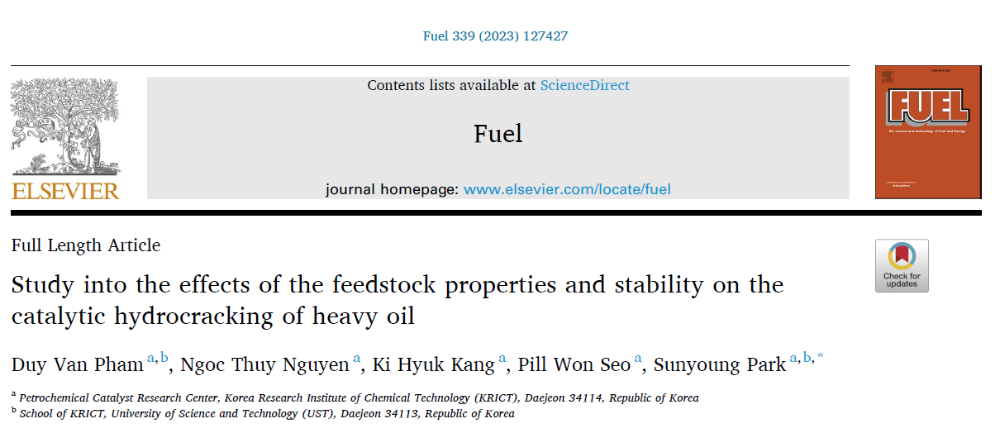 Fuel 339 (2023) 127427
Contents lists available at ScienceDirect
Fuel
journal homepage: www.elsevier.com/locate/fuel
ELSEVIER
FUEL
the science and technology of Fuel and Energy
Full Length Article
Check for
updates
Study into the effects of the feedstock properties and stability on the
catalytic hydrocracking of heavy oil
Duy Van Pham a,b, Ngoc Thuy Nguyen a, Ki Hyuk Kang a, Pill Won Seo a, Sunyoung Park a,b,*
a Petrochemical Catalyst Research Center, Korea Research Institute of Chemical Technology (KRICT), Daejeon 34114, Republic of Korea
b School of KRICT, University of Science and Technology (UST), Daejeon 34113, Republic of Korea